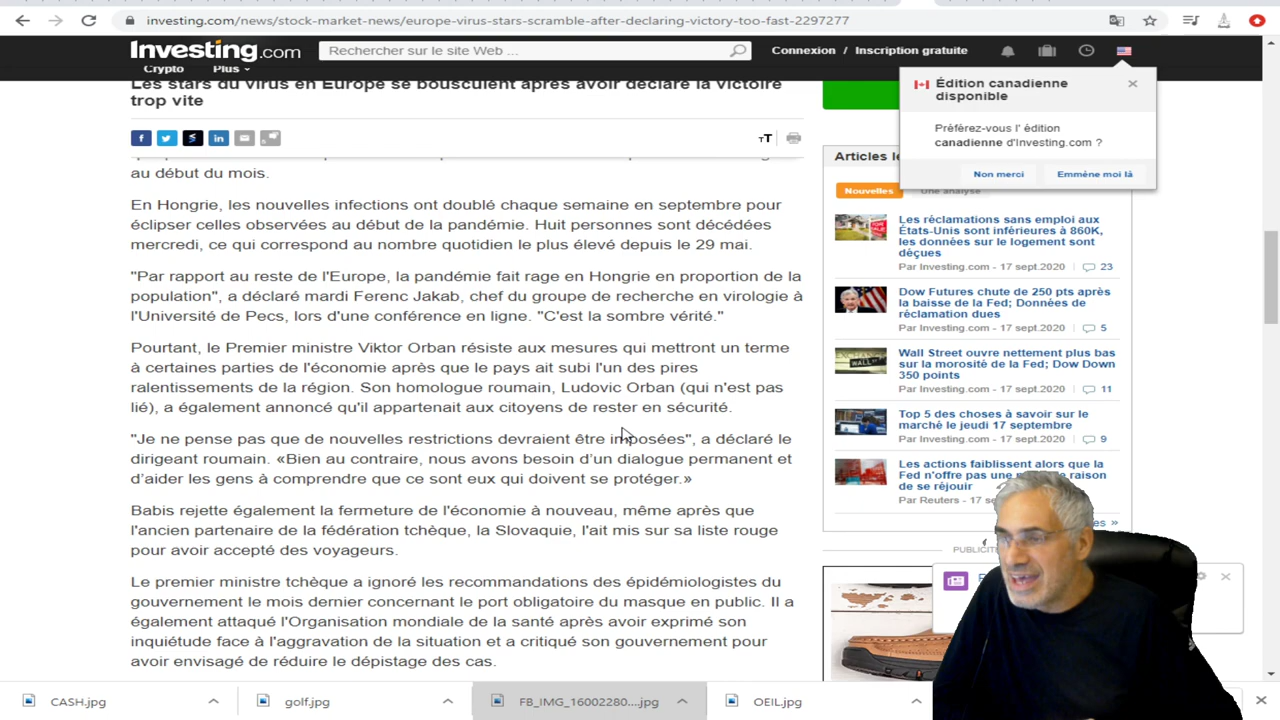 investing.com/news/stock-market-news/europe-virus-stars-scramble-after-declaring-victory-too-fast-2297277
Investing.com
Rechercher sur le site Web ...
Connexion / Inscription gratuite
Crypto Plus
Les stars du virus en Europe se bousculent après avoir déclaré la victoire
trop vite
Édition canadienne
disponible
Préférez-vous l' édition
canadienne d'Investing.com ?
Non merci
Emmène moi là
au début du mois.
En Hongrie, les nouvelles infections ont doublé chaque semaine en septembre pour
éclipser celles observées au début de la pandémie. Huit personnes sont décédées
mercredi, ce qui correspond au nombre quotidien le plus élevé depuis le 29 mai.
"Par rapport au reste de l'Europe, la pandémie fait rage en Hongrie en proportion de la
population", a déclaré mardi Ferenc Jakab, chef du groupe de recherche en virologie à
l'Université de Pecs, lors d'une conférence en ligne. "C'est la sombre vérité."
Pourtant, le Premier ministre Viktor Orban résiste aux mesures qui mettront un terme
à certaines parties de l'économie après que le pays ait subi l'un des pires
ralentissements de la région. Son homologue roumain, Ludovic Orban (qui n'est pas
lié), a également annoncé qu'il appartenait aux citoyens de rester en sécurité.
"Je ne pense pas que de nouvelles restrictions devraient être imposées", a déclaré le
dirigeant roumain. «Bien au contraire, nous avons besoin d'un dialogue permanent et
d'aider les gens à comprendre que ce sont eux qui doivent se protéger.»
Babis rejette également la fermeture de l'économie à nouveau, même après que
l'ancien partenaire de la fédération tchèque, la Slovaquie, l'ait mis sur sa liste rouge
pour avoir accepté des voyageurs.
Le premier ministre tchèque a ignoré les recommandations des épidémiologistes du
gouvernement le mois dernier concernant le port obligatoire du masque en public. Il a
également attaqué l'Organisation mondiale de la santé après avoir exprimé son
inquiétude face à l'aggravation de la situation et a critiqué son gouvernement pour
avoir envisagé de réduire le dépistage des cas.
Articles
Nouvelles
Une analyse
Les réclamations sans emploi aux
États-Unis sont inférieures à 860K,
les données sur le logement sont
déçues
Par Investing.com - 17 sept.2020 23
Dow Futures chute de 250 pts après
la baisse de la Fed; Données de
réclamation dues
Par Investing.com - 17 sept.2020 5
Wall Street ouvre nettement plus bas
sur la morosité de la Fed; Dow Down
350 points
Par Investing.com - 17 sept.2020 11
Top 5 des choses à savoir sur le
marché le jeudi 17 septembre
Par Investing.com - 17 sept.2020 9
Les actions faiblissent alors que la
Fed n'offre pas une nouvelle raison
de se réjouir
Par Reuters - 17
CASH.jpg
golf.jpg
FB_IMG_16002280....jpg
OEIL.jpg